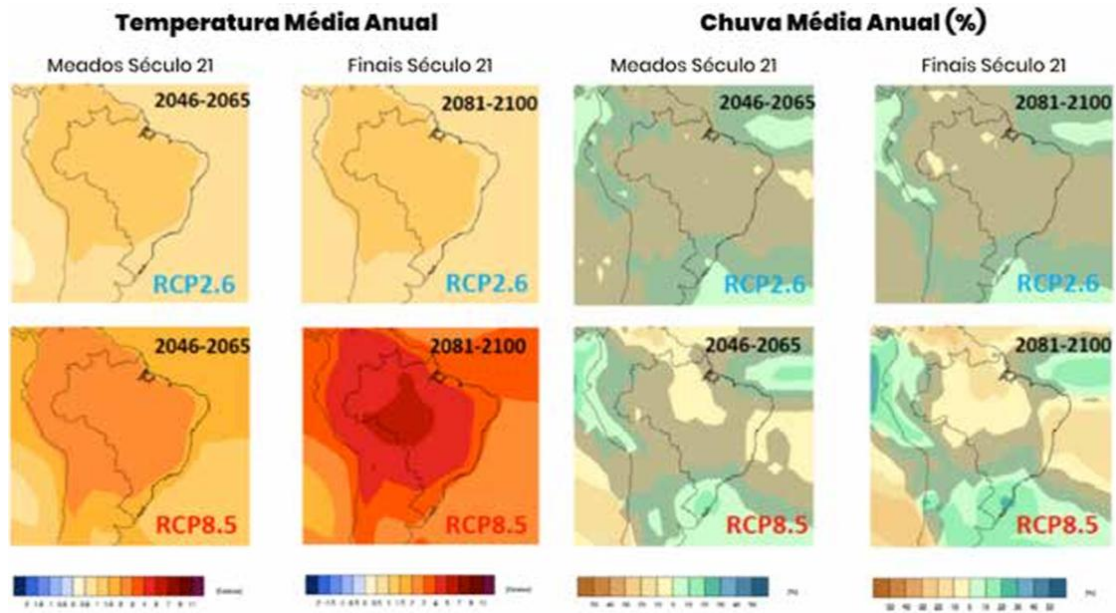 Temperatura Média Anual
Chuva Média Anual (%)
Meados Século 21
Finais Século 21
Meados Século 21
Finais Século 21
2046-2065
2081-2100
2046-2065
2081-2100
RCP2.6
RCP2.6
RCP2.6
RCP2.6
2046-2065
2081-2100
2046-2065
2081-2100
RCP8.5
RCP8.5
RCP8.5
RCP8.5
(%)
(%)